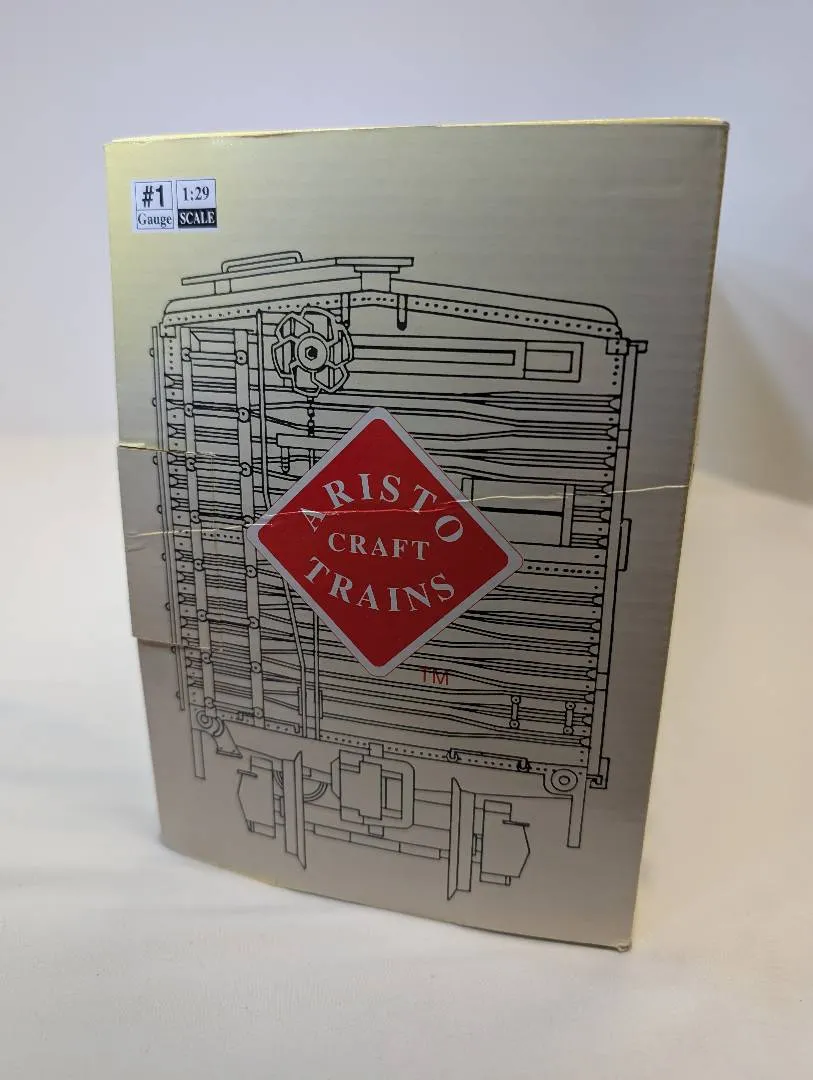 #1 1:29
Gauge SCALE
ARISTO
CRAFT
TRAINS
TM